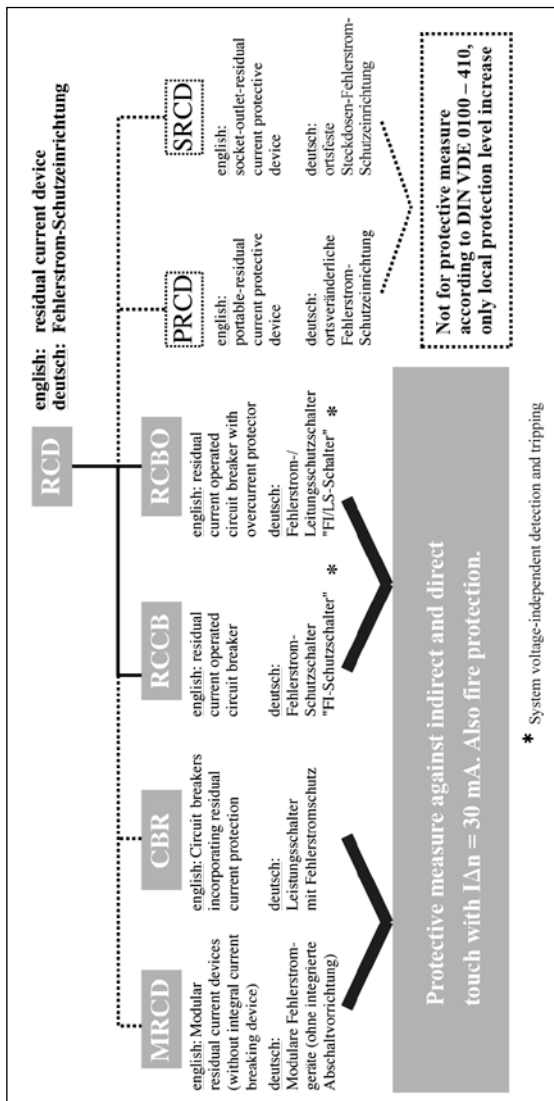 RCD
english: residual current device
deutsch: Fehlerstrom-Schutzeinrichtung
MRCD
english: Modular
residual current devices
(without integral current
breaking device)
deutsch:
Modulare Fehlerstrom-
geräte (ohne integrierte
Abschaltvorrichtung)
CBR
english: Circuit breakers
incorporating residual
current protection
deutsch:
Leistungsschalter
mit Fehlerstromschutz
RCCB
english: residual
current operated
circuit breaker
deutsch:
Fehlerstrom-
Schutzschalter
"FI-Schutzschalter"
*
RCBO
english: residual
current operated
circuit breaker with
overcurrent protector
deutsch:
Fehlerstrom-/
Leitungsschutzschalter
"FI/LS-Schalter"
*
PRCD
english:
portable-residual
current protective
device
deutsch:
ortsveränderliche
Fehlerstrom-
Schutzeinrichtung
SRCD
english:
socket-outlet-residual
current protective
device
deutsch:
ortsfeste
Steckdosen-Fehlerstrom-
Schutzeinrichtung
Protective measure against indirect and direct
touch with IΔn = 30 mA. Also fire protection.
Not for protective measure
according to DIN VDE 0100 – 410,
only local protection level increase
* System voltage-independent detection and tripping